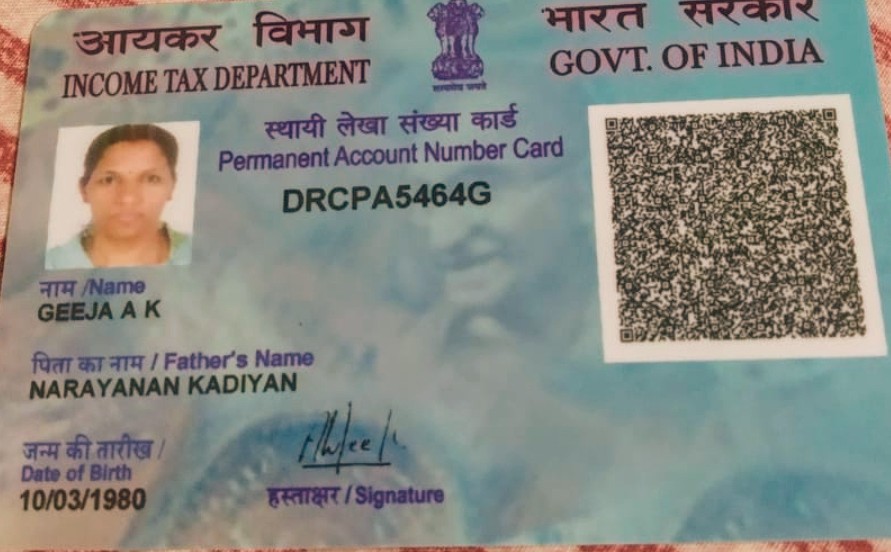 आयकर विभाग
INCOME TAX DEPARTMENT
भारत सरकार
GOVT. OF INDIA
सत्यमेव जयते
स्थायी लेखा संख्या कार्ड
Permanent Account Number Card
DRCPA5464G
नाम /Name
GEEJA A K
पिता का नाम / Father's Name
NARAYANAN KADIYAN
जन्म की तारीख /
Date of Birth
10/03/1980
हस्ताक्षर / Signature